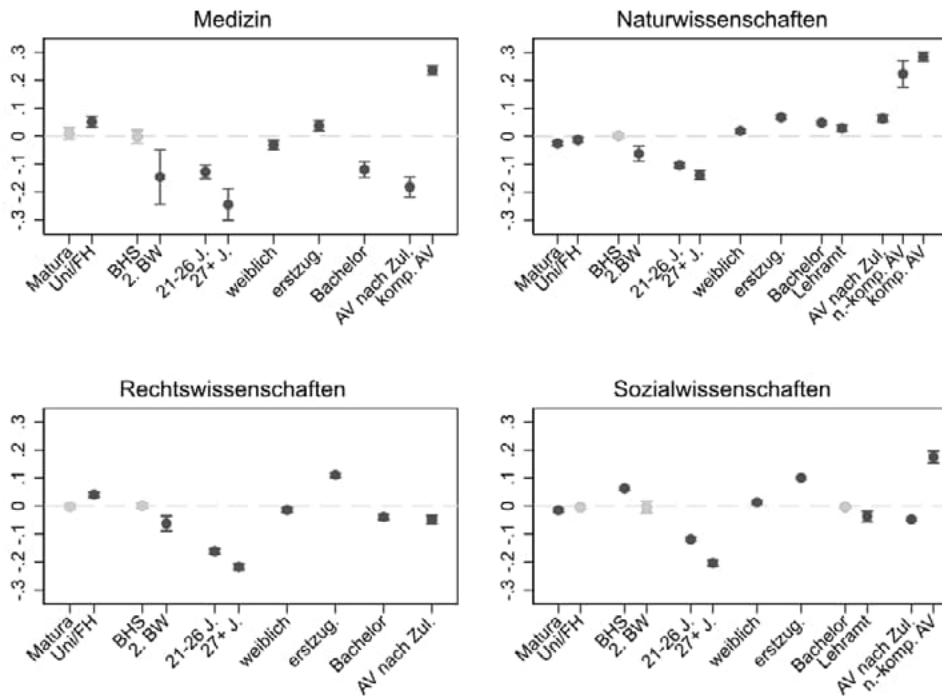 Medizin
.3
.2
.1
0
-.1
-.2
-.3
Matura
Uni/FH
BHS
2. BW
21-26 J.
27+ J.
weiblich
erstzug.
Bachelor
AV nach Zul.
komp. AV
Naturwissenschaften
.3
.2
.1
0
-.1
-.2
-.3
Matura
Uni/FH
BHS
2.BW
21-26 J.
27+ J.
weiblich
erstzug.
Bachelor
Lehramt
AV nach Zul.
n.-komp. AV
komp. AV
Rechtswissenschaften
.3
.2
.1
0
-.1
-.2
-.3
Matura
Uni/FH
BHS
2. BW
21-26 J.
27+ J.
weiblich
erstzug.
Bachelor
AV nach Zul.
Sozialwissenschaften
.3
.2
.1
0
-.1
-.2
-.3
Matura
Uni/FH
BHS
2. BW
21-26 J.
27+ J.
weiblich
erstzug.
Bachelor
Lehramt
AV nach Zul.
n.-komp. AV